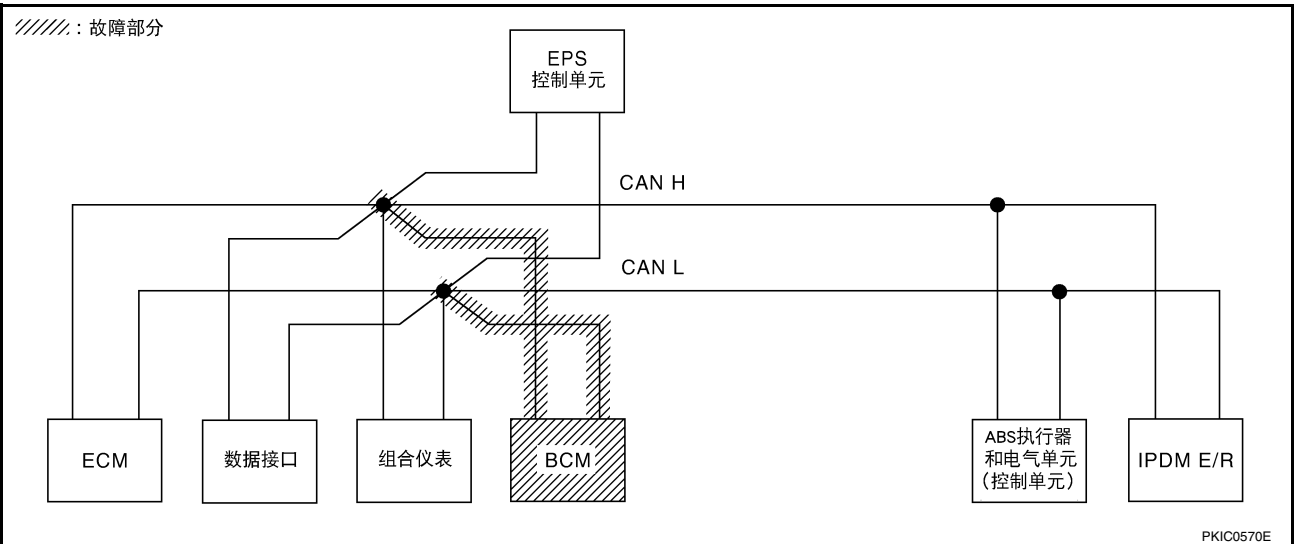 ：故障部分
EPS
控制单元
CAN H
CAN L
ECM
数据接口
组合仪表
BCM
ABS执行器
和电气单元
（控制单元）
IPDM E/R
PKIC0570E